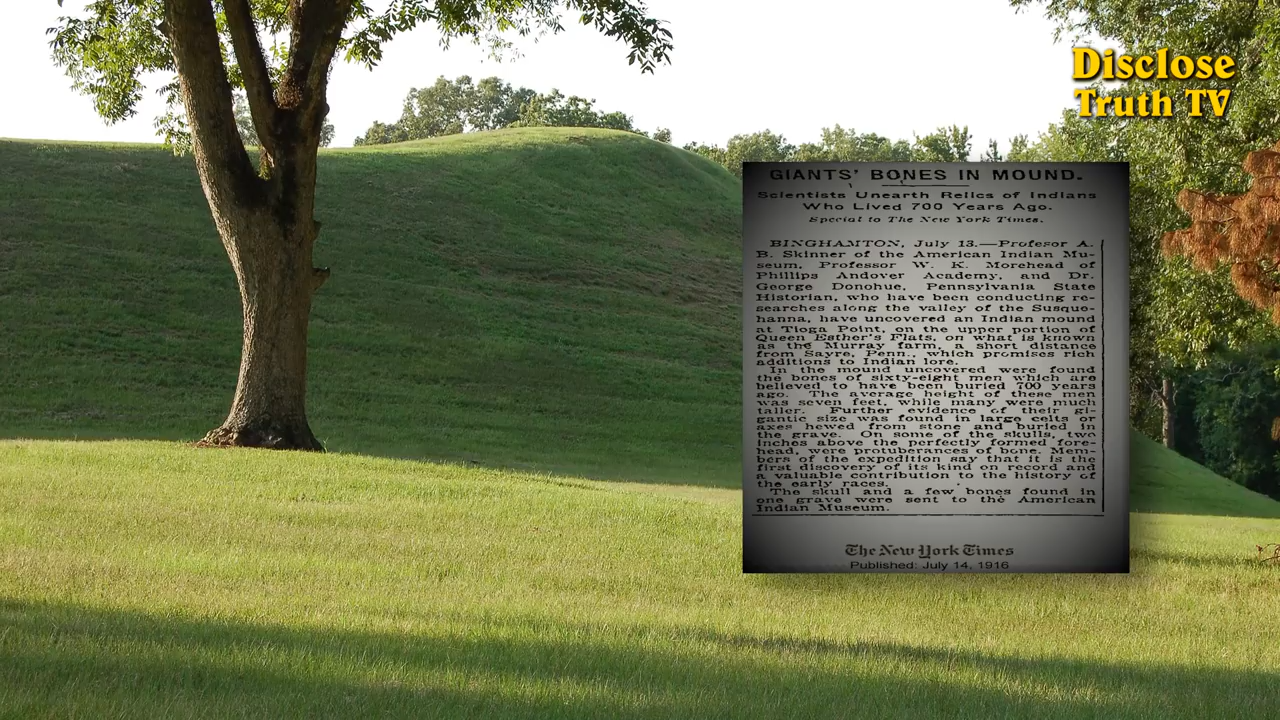 Disclose
Truth TV
GIANTS' BONES IN MOUND.
Scientists Unearth Relics of Indians
Who Lived 700 Years Ago.
Special to The New York Times.
BINGHAMTON, July 13.—Professor A.
B. Skinner of the American Indian Mu-
seum, Professor W. K. Morehead of
Phillips Andover Academy, and Dr.
George Donohue, Pennsylvania State
Historian, who have been conducting re-
searches along the valley of the Susque-
hanna, have uncovered an Indian mound
at Tioga Point, on the upper portion of
Queen Esther's Flats, on what is known
as the Murray farm, a short distance
from Sayre, Penn., which promises rich
additions to Indian lore.
In the mound uncovered were found
the bones of sixty-eight men which are
believed to have been buried 700 years
ago. The average height of these men
was seven feet, while many were much
taller. Further evidence of their gi-
gantic size was found in large celts or
axes hewed from stone and buried in
the grave. On some of the skulls, two
inches above the perfectly formed fore-
head, were protuberances of bone. Mem-
bers of the expedition say that it is the
first discovery of its kind on record and
a valuable contribution to the history of
the early races.
The skull and a few bones found in
one grave were sent to the American
Indian Museum.
The New York Times
Published: July 14, 1916